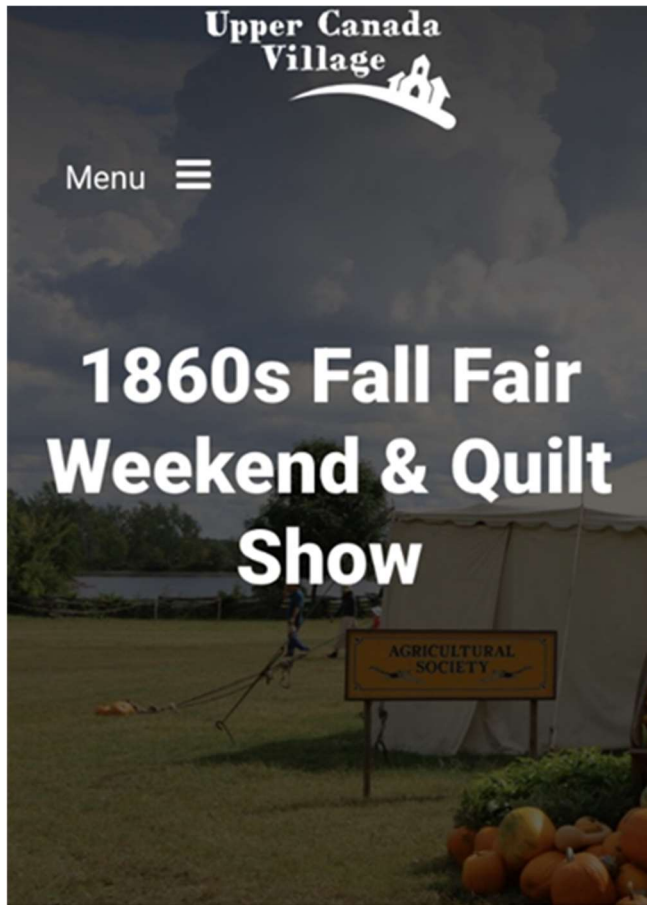 Upper Canada
Village
Menu
1860s Fall Fair
Weekend & Quilt
Show
AGRICULTURAL
SOCIETY